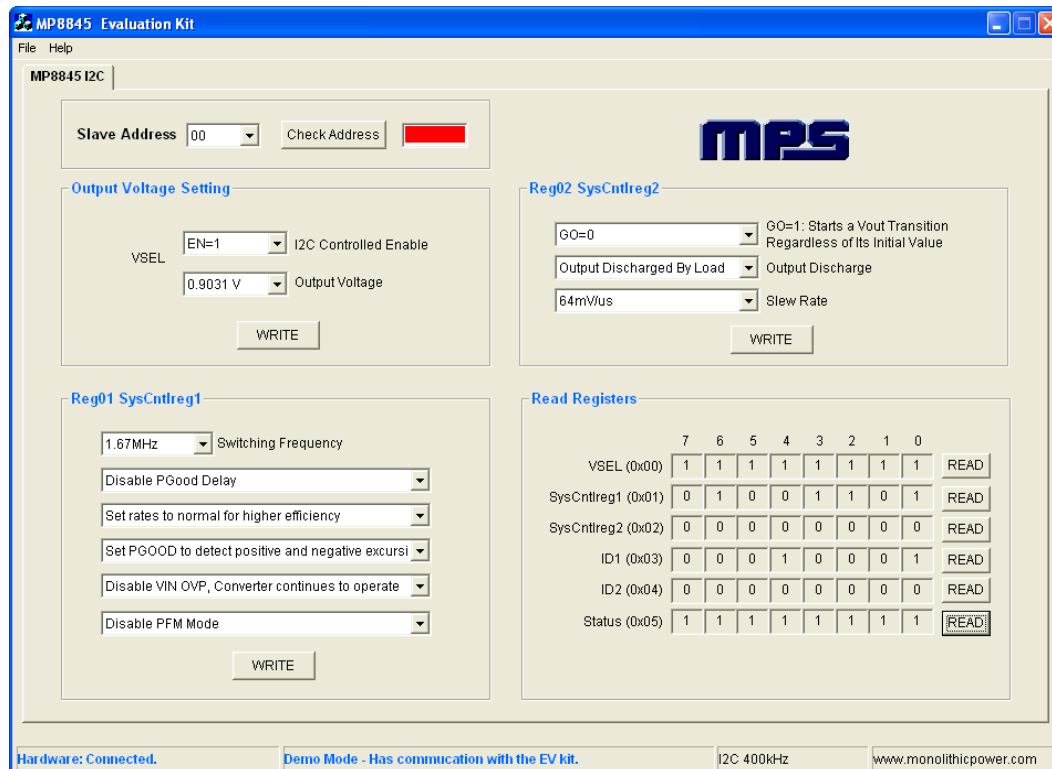 MP8845 Evaluation Kit
File Help
MP8845 I2C
Slave Address 00 Check Address
MPS
Output Voltage Setting
VSEL
EN=1 I2C Controlled Enable
0.9031 V Output Voltage
WRITE
Reg02 SysCntlreg2
GO=0 GO=1: Starts a Vout Transition
Regardless of Its Initial Value
Output Discharged By Load Output Discharge
64mV/us Slew Rate
WRITE
Reg01 SysCntlreg1
1.67MHz Switching Frequency
Disable PGood Delay
Set rates to normal for higher efficiency
Set PGOOD to detect positive and negative excursi
Disable VIN OVP, Converter continues to operate
Disable PFM Mode
WRITE
Read Registers
7 6 5 4 3 2 1 0
VSEL (0x00) 1 1 1 1 1 1 1 1 READ
SysCntlreg1 (0x01) 0 1 0 0 1 1 0 1 READ
SysCntlreg2 (0x02) 0 0 0 0 0 0 0 0 READ
ID1 (0x03) 0 0 0 1 0 0 0 1 READ
ID2 (0x04) 0 0 0 0 0 0 0 0 READ
Status (0x05) 1 1 1 1 1 1 1 1 READ
Hardware: Connected. Demo Mode - Has commucation with the EV kit. I2C 400kHz www.monolithicpower.com